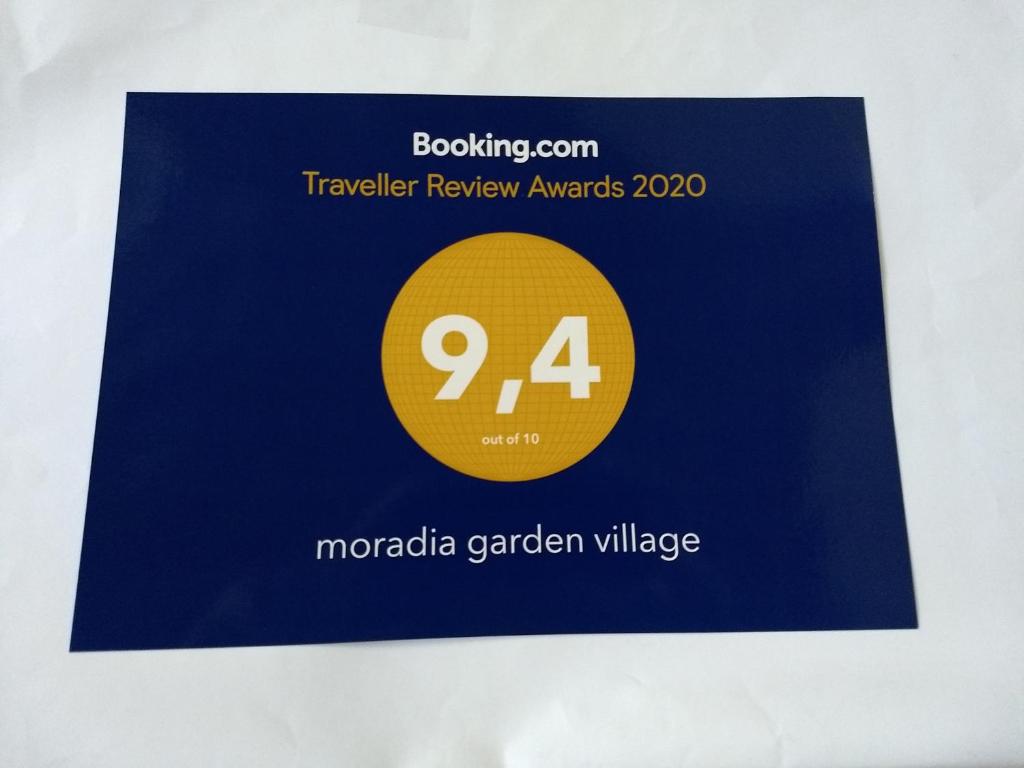 Booking.com
Traveller Review Awards 2020
9,4
out of 10
moradia garden village